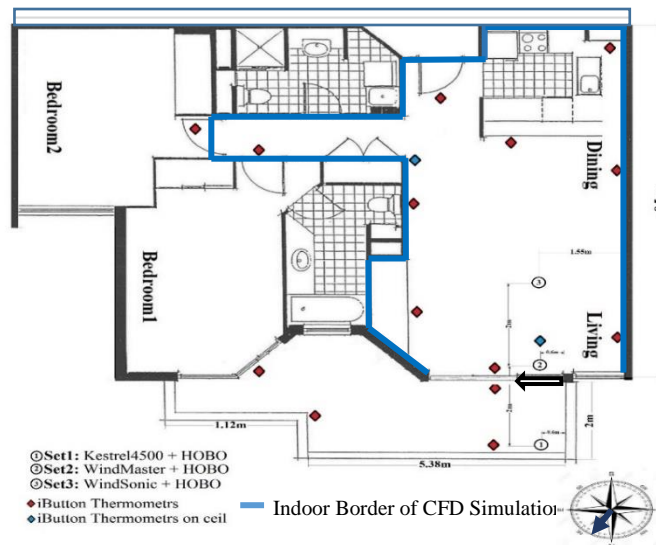 Bedroom2
Dining
1.55m
3
2m
Bedroom1
Living
0.6m
2
2m
2m
0.6m
1
1.12m
5.38m
①Set1: Kestrel4500 + HOBO
②Set2: WindMaster + HOBO
③Set3: WindSonic + HOBO
iButton Thermometrs
iButton Thermometrs on ceil
Indoor Border of CFD Simulation